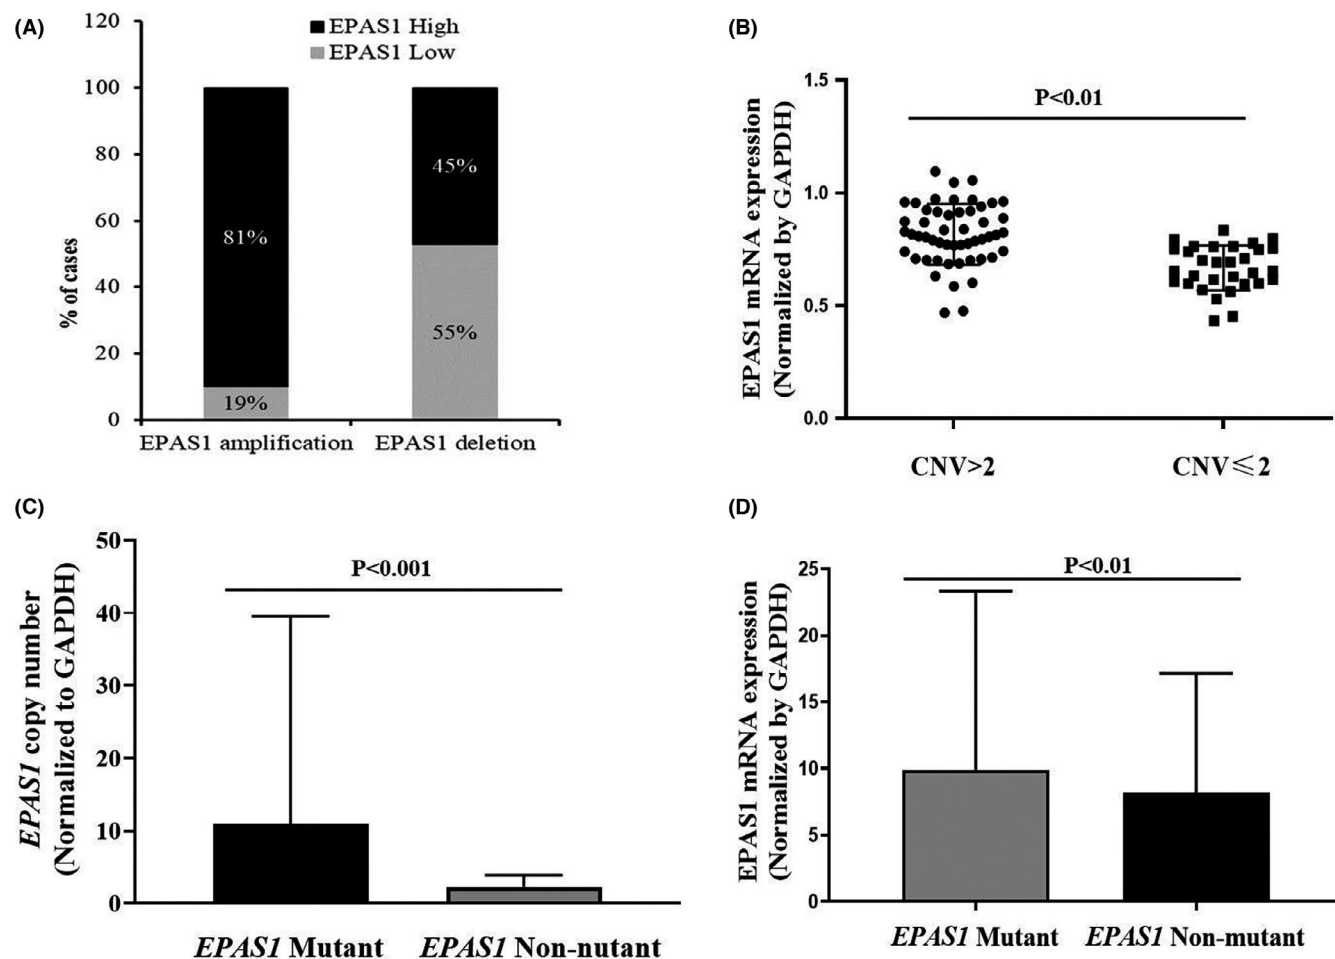 (A)
EPAS1 High
EPAS1 Low
% of cases
120
100
80
60
40
20
0
81%
19%
45%
55%
EPAS1 amplification
EPAS1 deletion
(B)
EPAS1 mRNA expression
(Normalized by GAPDH)
1.5
1.0
0.5
0.0
P<0.01
CNV>2
CNV≤2
(C)
EPAS1 copy number
(Normalized to GAPDH)
50
40
30
20
10
0
P<0.001
EPAS1 Mutant
EPAS1 Non-nutant
(D)
EPAS1 mRNA expression
(Normalized by GAPDH)
25
20
15
10
5
0
P<0.01
EPAS1 Mutant
EPAS1 Non-mutant